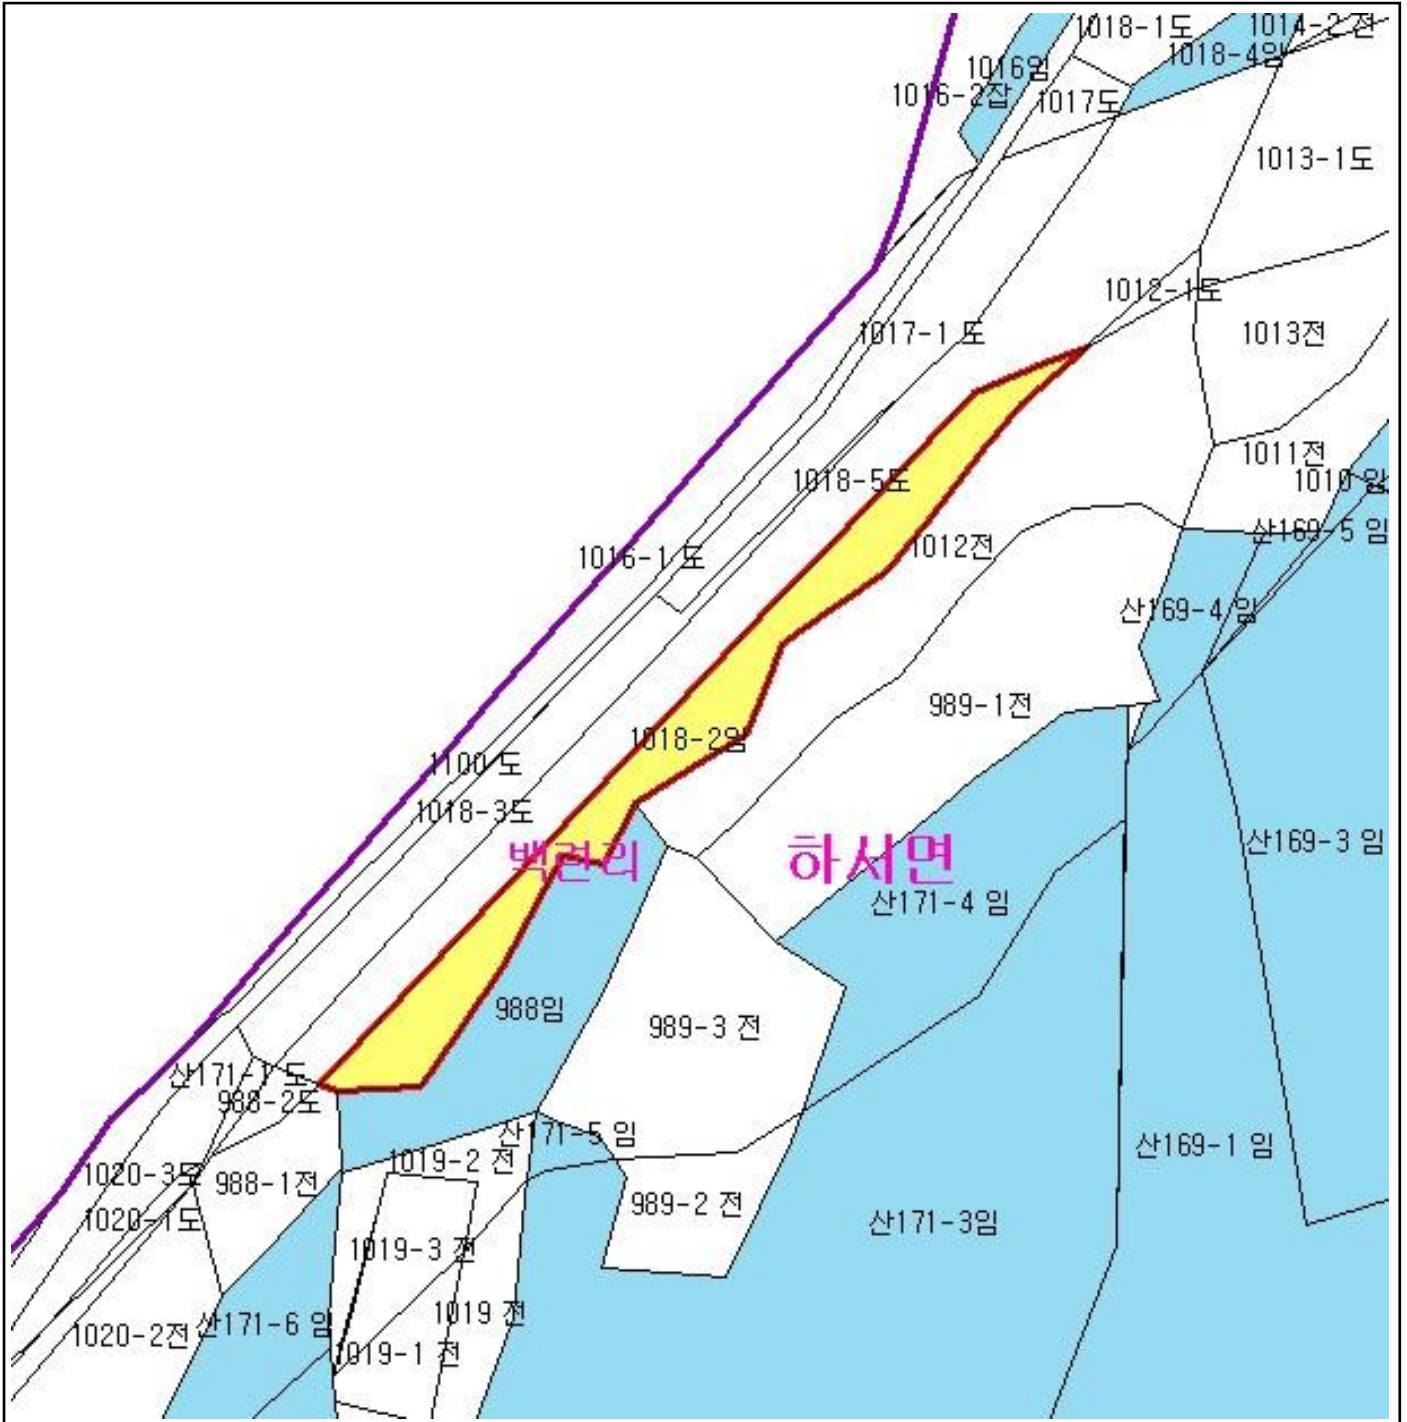 1018-1도
1014-2 전
1018-4임
1016임
1016-2잡
1017도
1013-1도
1012-1도
1017-1 도
1013전
1011전
1018-5도
1010 임
산169-5 임
1012전
1016-1 도
산169-4 임
989-1전
1018-2임
1100 도
1018-3도
백련리
하서면
산169-3 임
산171-4 임
988임
989-3 전
산171-1 도
988-2도
산171-5 임
산169-1 임
1019-2 전
1020-3도
988-1전
989-2 전
1020-1도
산171-3임
1019-3 전
1019 전
산171-6 임
1020-2전
1019-1 전